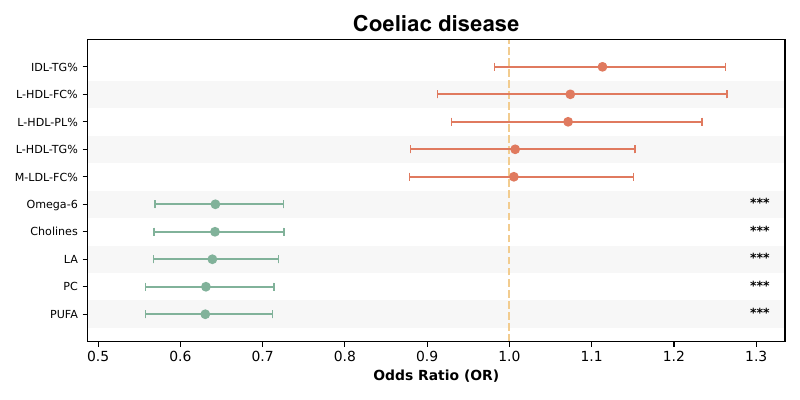 Coeliac disease
IDL-TG%
L-HDL-FC%
L-HDL-PL%
L-HDL-TG%
M-LDL-FC%
Omega-6 ***
Cholines ***
LA ***
PC ***
PUFA ***
0.5 0.6 0.7 0.8 0.9 1.0 1.1 1.2 1.3
Odds Ratio (OR)